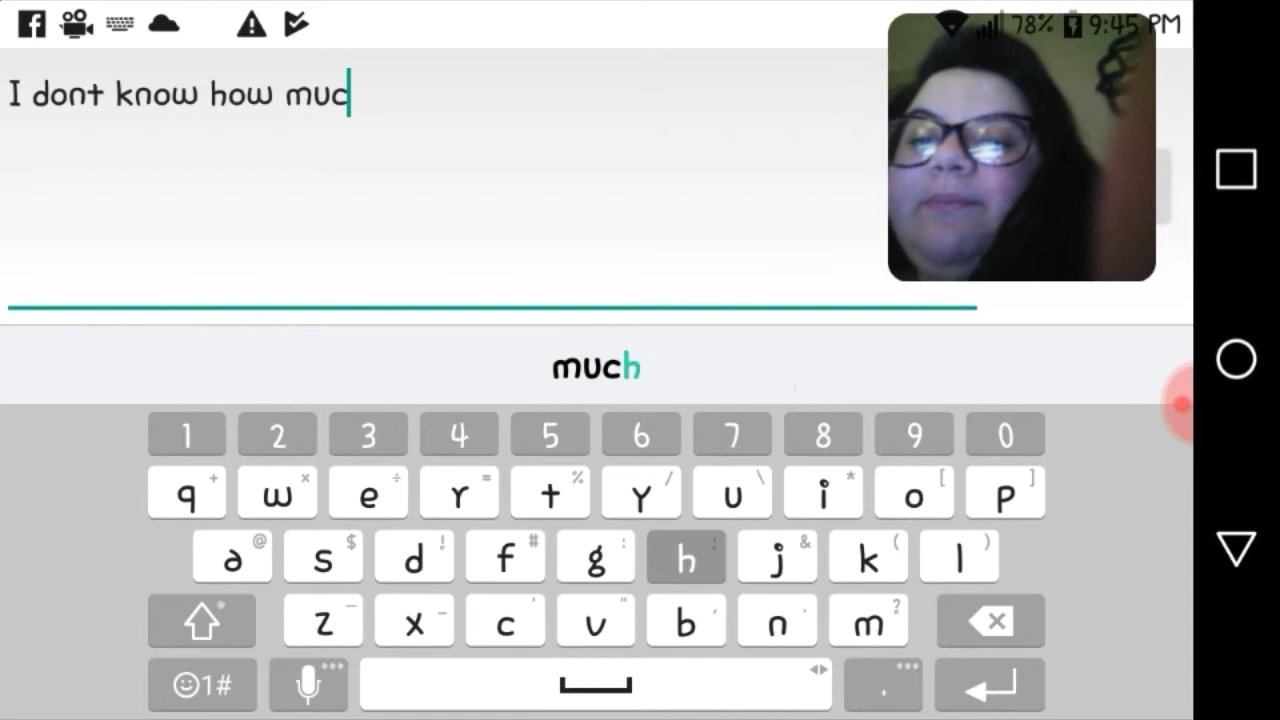 78% 9:45 PM
I dont know how muc
much
1 2 3 4 5 6 7 8 9 0
q + w × e ÷ r = t % y / u \ i * o [ p ]
a @ s $ d ! f # g : h ; j & k ( l )
z _ x - c ' v " b , n . m ?
1# .